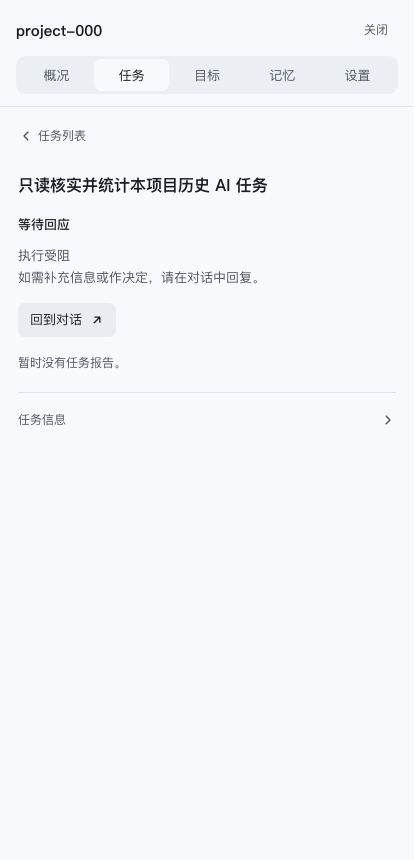 project-000
关闭
概况
任务
目标
记忆
设置
任务列表
只读核实并统计本项目历史 AI 任务
等待回应
执行受阻
如需补充信息或作决定，请在对话中回复。
回到对话
暂时没有任务报告。
任务信息